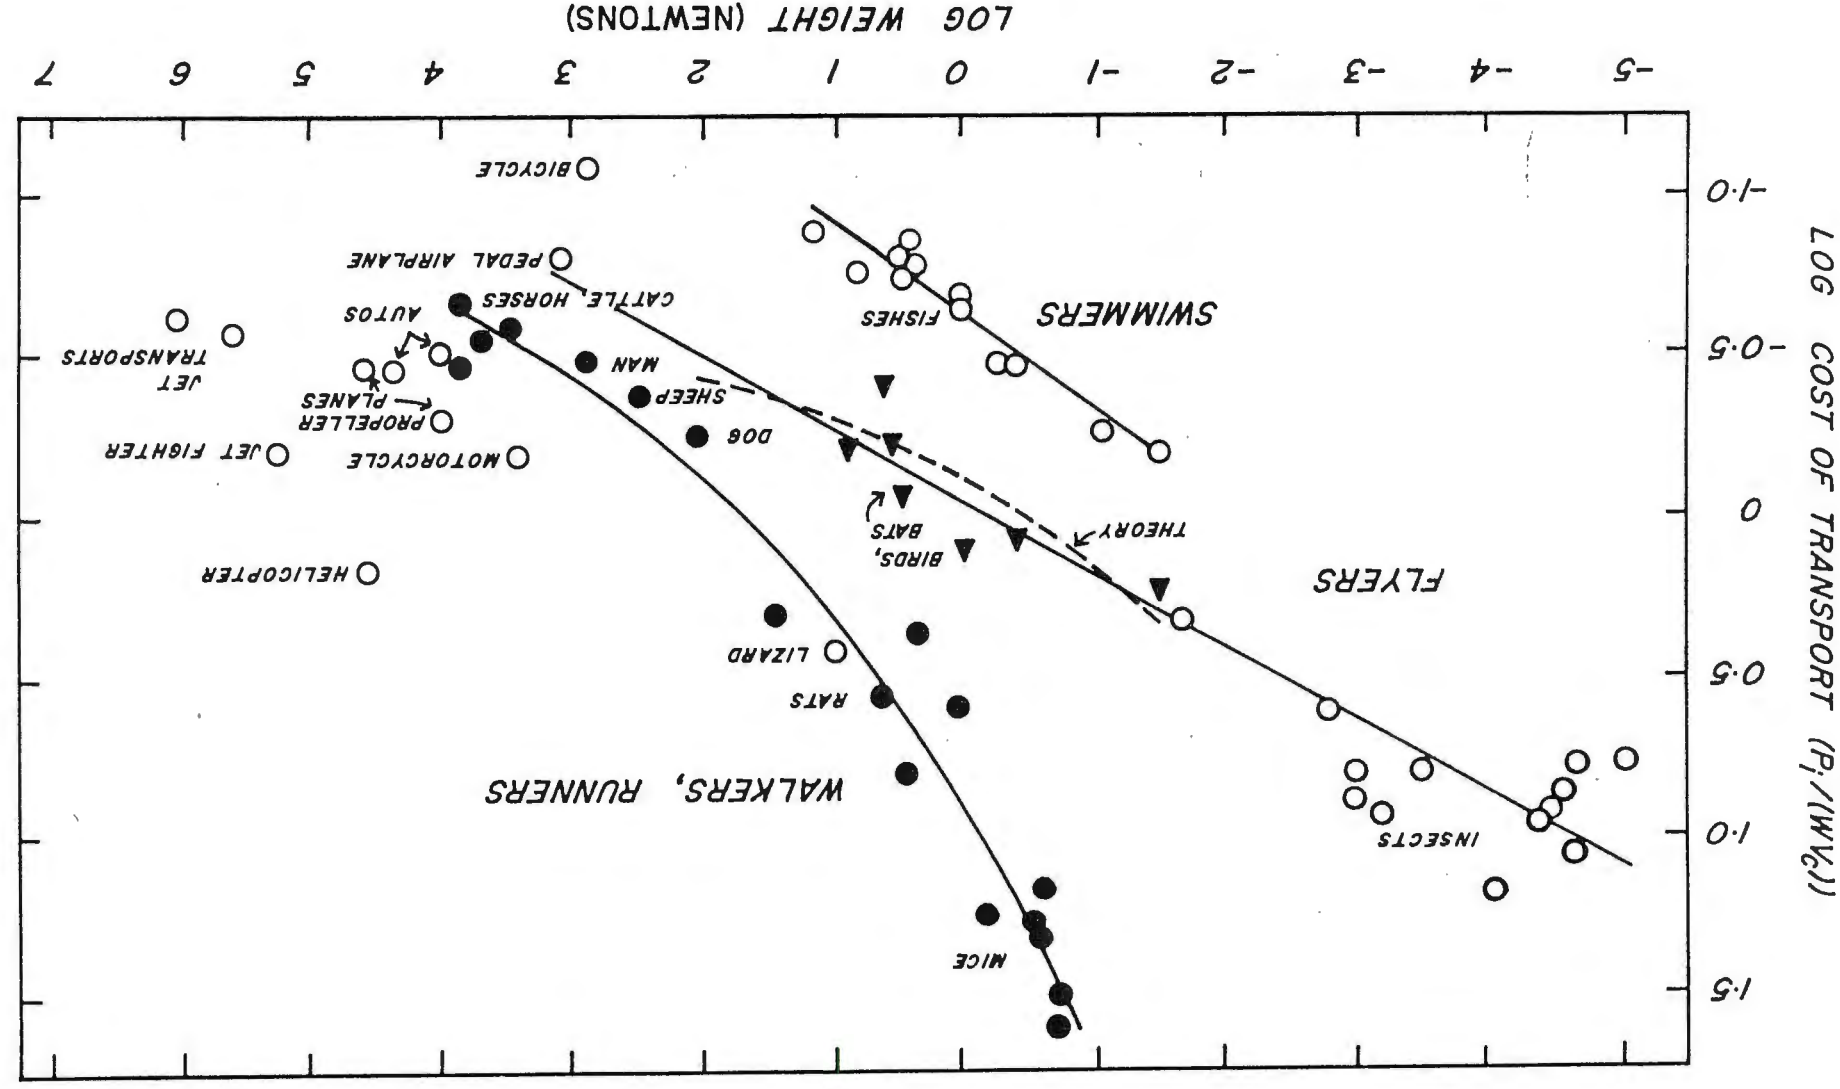 LOG COST OF TRANSPORT (Pᵢ/(WV꜀))
1·5
MICE
1·0
INSECTS
WALKERS, RUNNERS
RATS
0·5
LIZARD
FLYERS
HELICOPTER
BIRDS,
BATS
THEORY
0
JET FIGHTER
MOTORCYCLE
DOG
PROPELLER
PLANES
SHEEP
JET
TRANSPORTS
MAN
-0·5
SWIMMERS
FISHES
AUTOS
CATTLE, HORSES
PEDAL AIRPLANE
-1·0
BICYCLE
-5 -4 -3 -2 -1 0 1 2 3 4 5 6 7
LOG WEIGHT (NEWTONS)